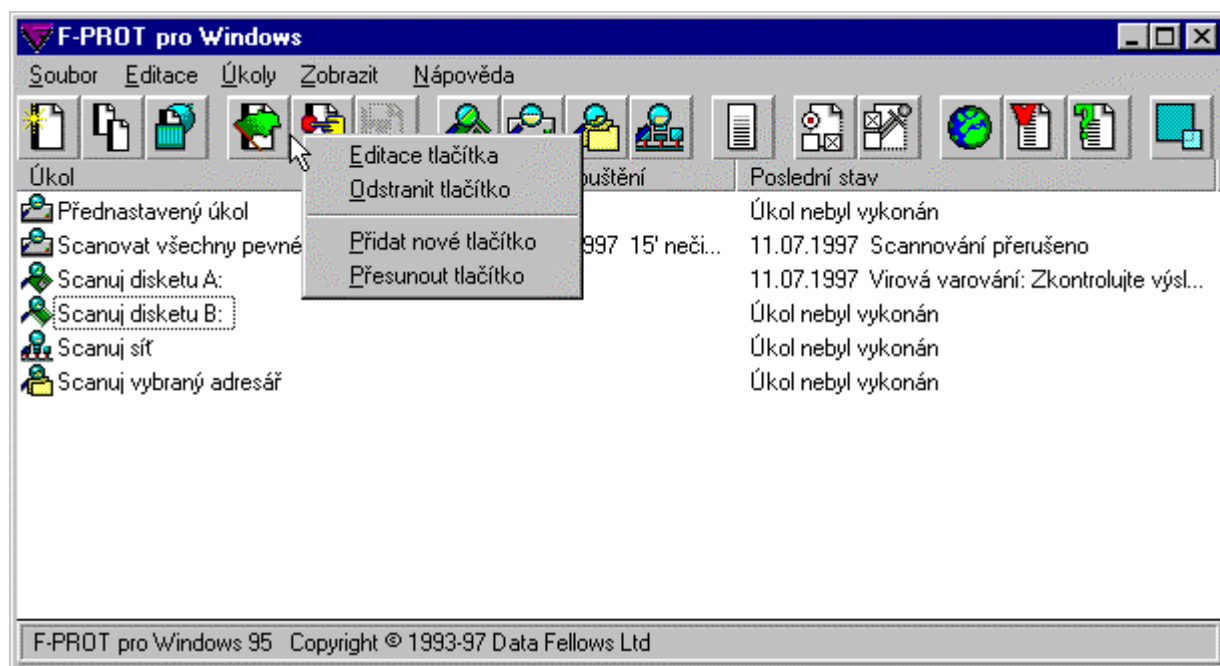 F-PROT pro Windows
Soubor Editace Úkoly Zobrazit Nápověda
Editace tlačítka
Odstranit tlačítko
Přidat nové tlačítko
Přesunout tlačítko
Úkol Poslední stav
Přednastavený úkol Úkol nebyl vykonán
Scanovat všechny pevné 997 15' neči... 11.07.1997 Scannování přerušeno
Scanuj disketu A: 11.07.1997 Virová varování: Zkontrolujte výsl...
Scanuj disketu B: Úkol nebyl vykonán
Scanuj síť Úkol nebyl vykonán
Scanuj vybraný adresář Úkol nebyl vykonán
F-PROT pro Windows 95 Copyright © 1993-97 Data Fellows Ltd